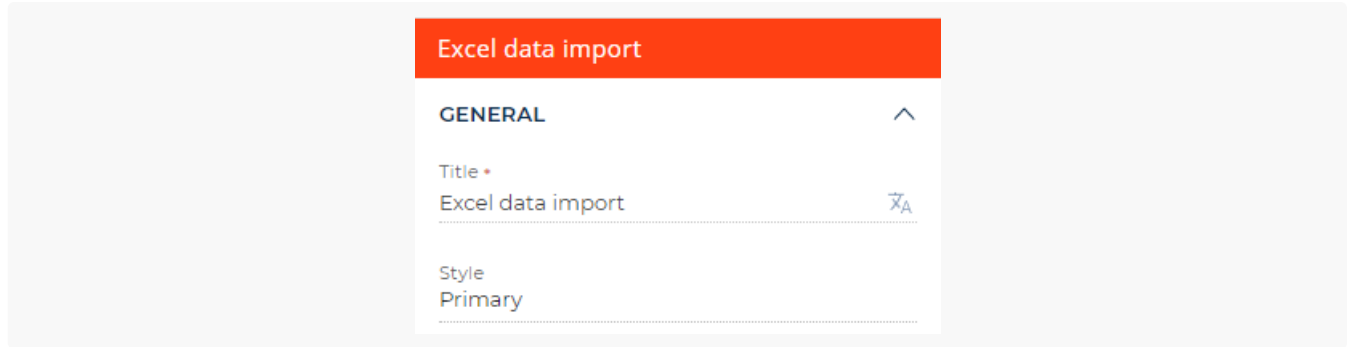 Excel data import
GENERAL
Title •
Excel data import
Style
Primary